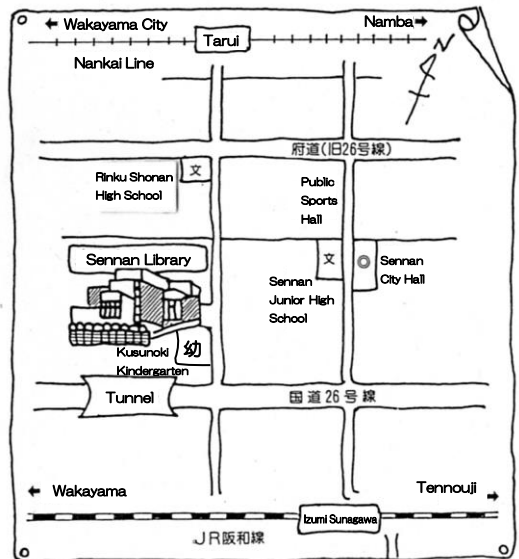 ← Wakayama City
Namba→
Tarui
Nankai Line
N
府道(旧26号線)
Rinku Shonan
High School
文
Public
Sports
Hall
Sennan Library
文
◎
Sennan
City Hall
Sennan
Junior High
School
Kusunoki
Kindergarten
幼
Tunnel
国道26号線
← Wakayama
Tennouji
→
Izumi Sunagawa
JR阪和線